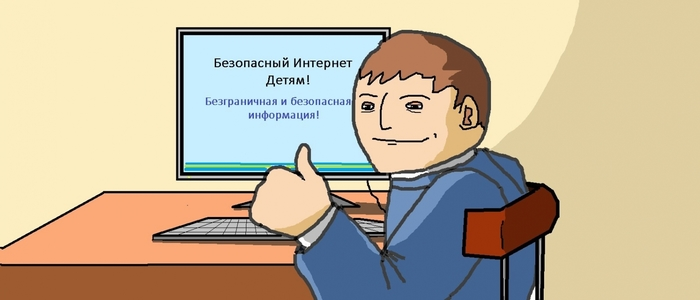 Безопасный Интернет
Детям!
Безграничная и безопасная
информация!